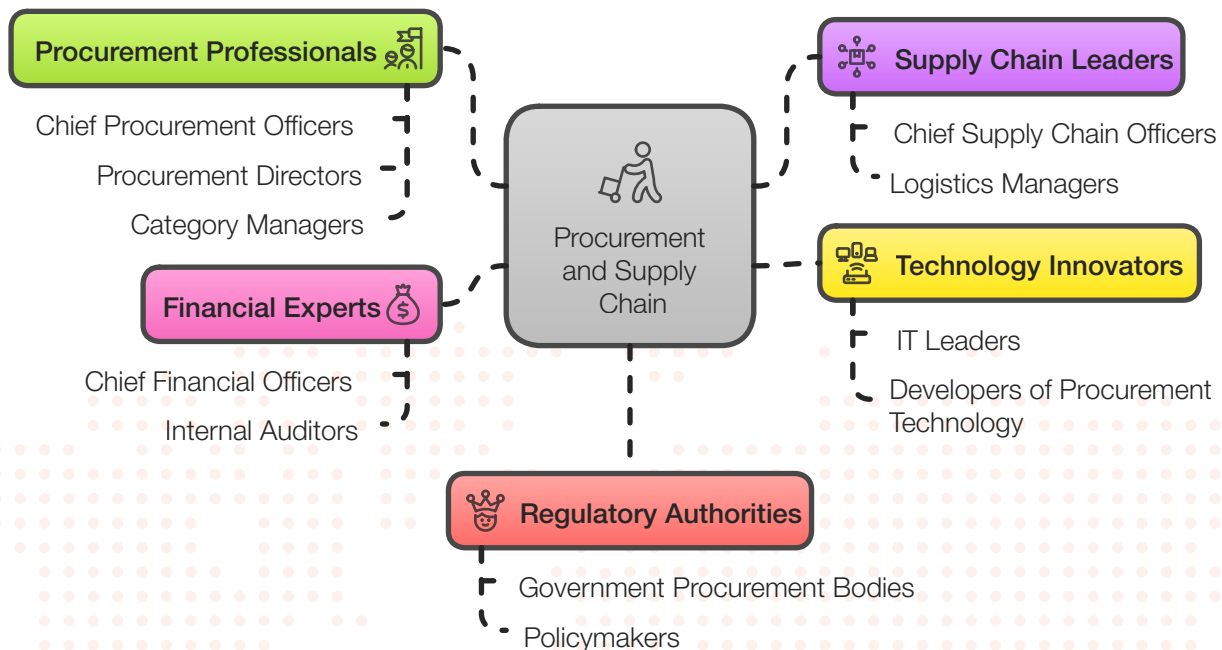 Procurement Professionals
Chief Procurement Officers
Procurement Directors
Category Managers
Financial Experts
$
Chief Financial Officers
Internal Auditors
Procurement
and Supply
Chain
Supply Chain Leaders
Chief Supply Chain Officers
Logistics Managers
Technology Innovators
IT Leaders
Developers of Procurement
Technology
Regulatory Authorities
Government Procurement Bodies
Policymakers